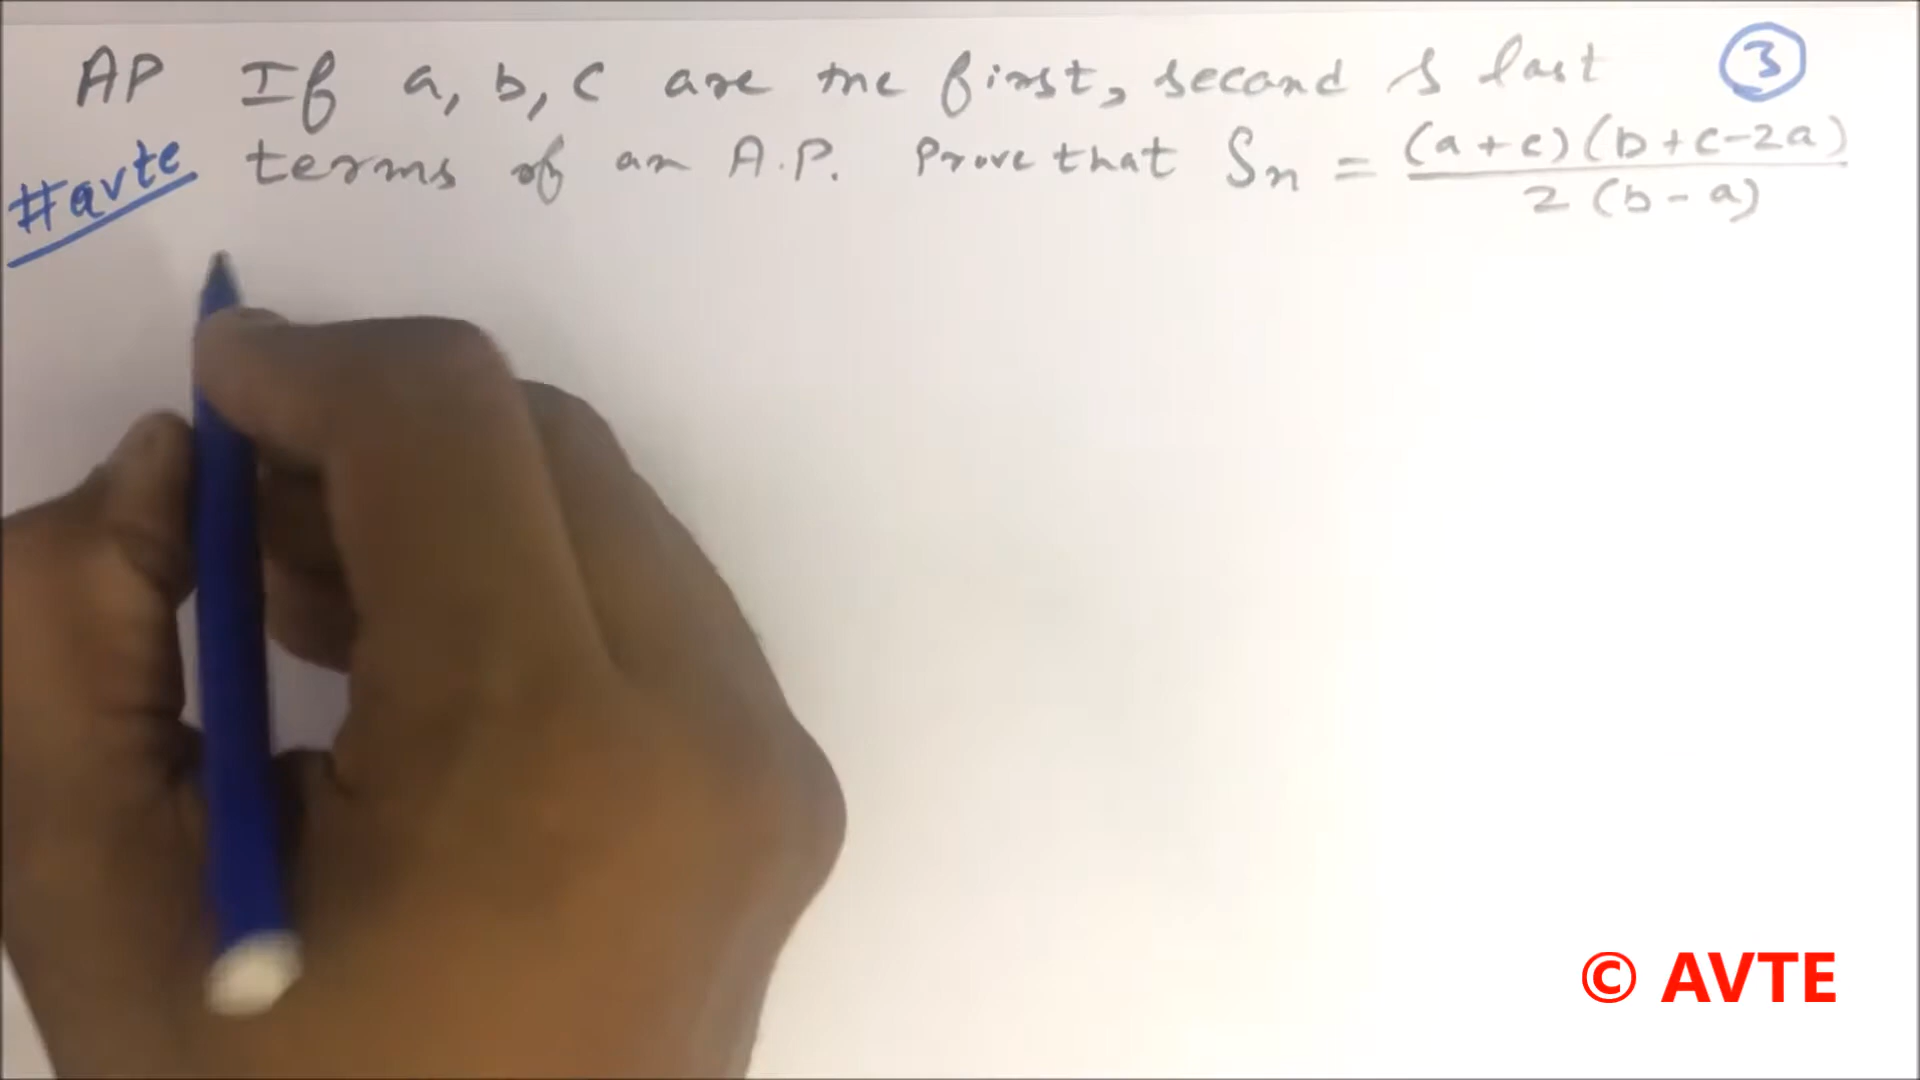 AP If a, b, c are the first, second & last ③
#avte terms of an A.P. Prove that Sn = (a+c)(b+c-2a) / 2(b-a)
© AVTE